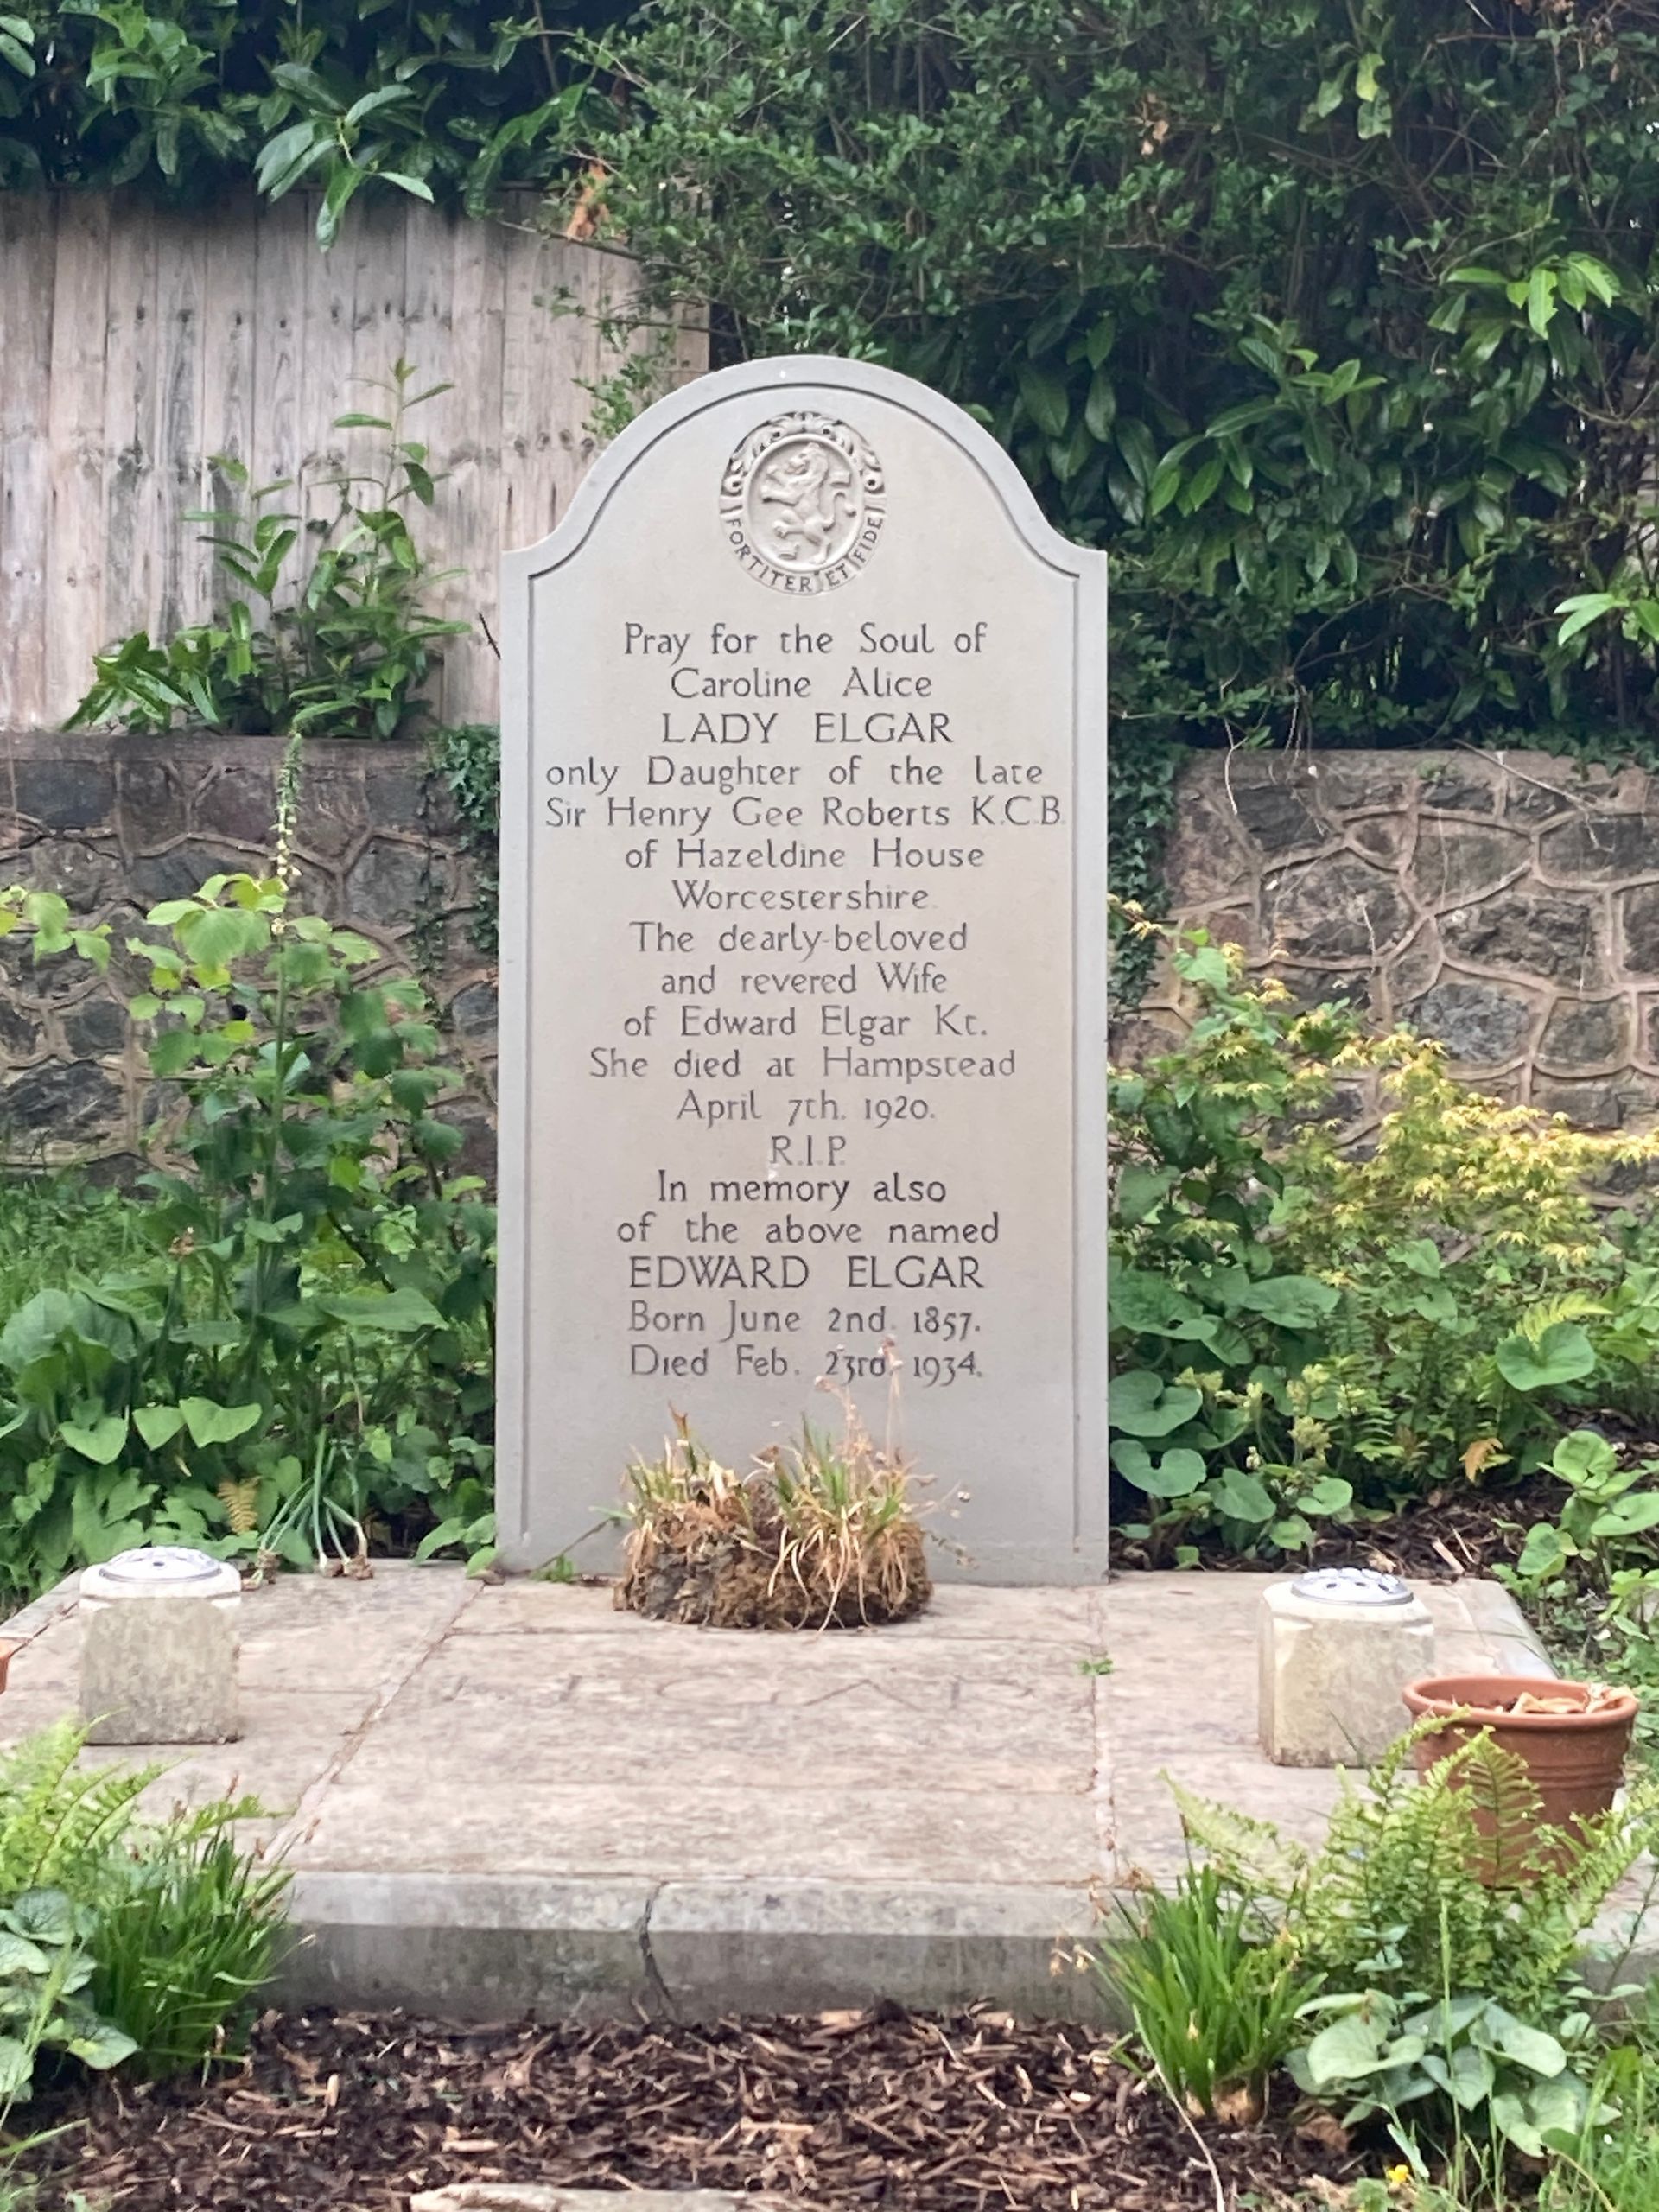 FORTITER ET FIDE
Pray for the Soul of
Caroline Alice
LADY ELGAR
only Daughter of the late
Sir Henry Gee Roberts K.C.B.
of Hazeldine House
Worcestershire.
The dearly-beloved
and revered Wife
of Edward Elgar Kt.
She died at Hampstead
April 7th. 1920.
R.I.P.
In memory also
of the above named
EDWARD ELGAR
Born June 2nd. 1857.
Died Feb. 23rd. 1934.